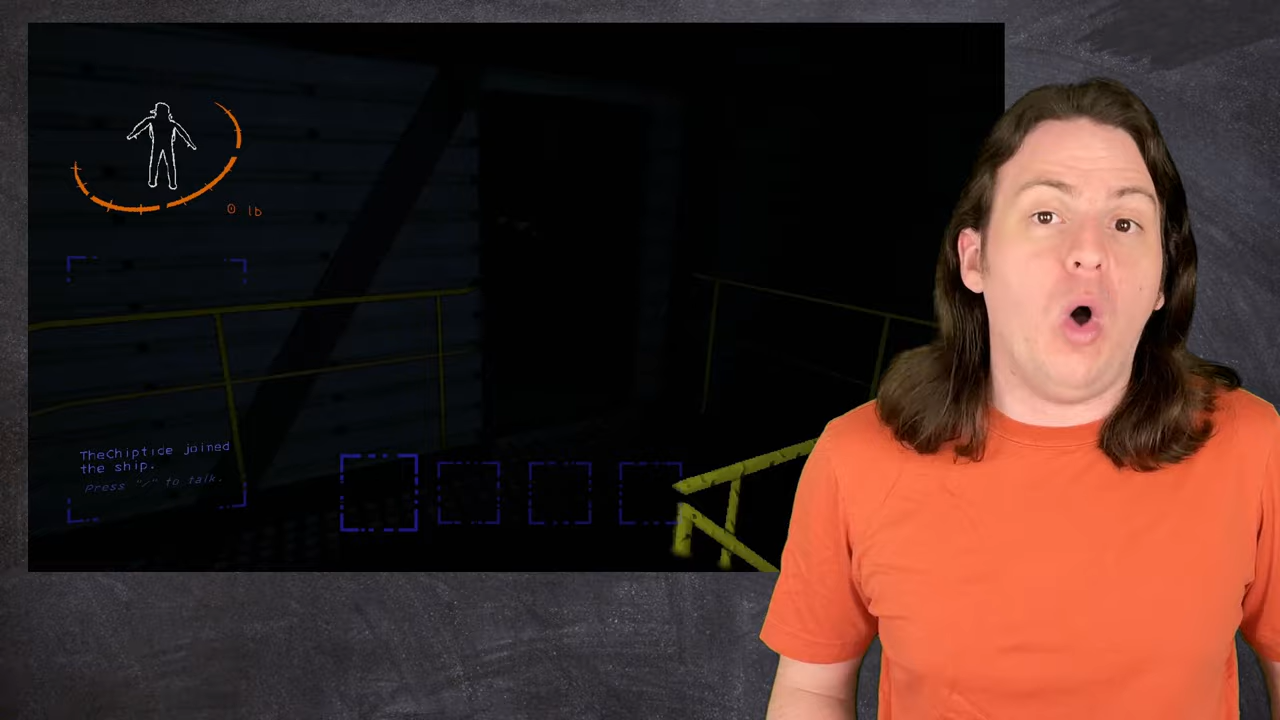 0 lb
TheChiptide joined
the ship.
Press "/" to talk.